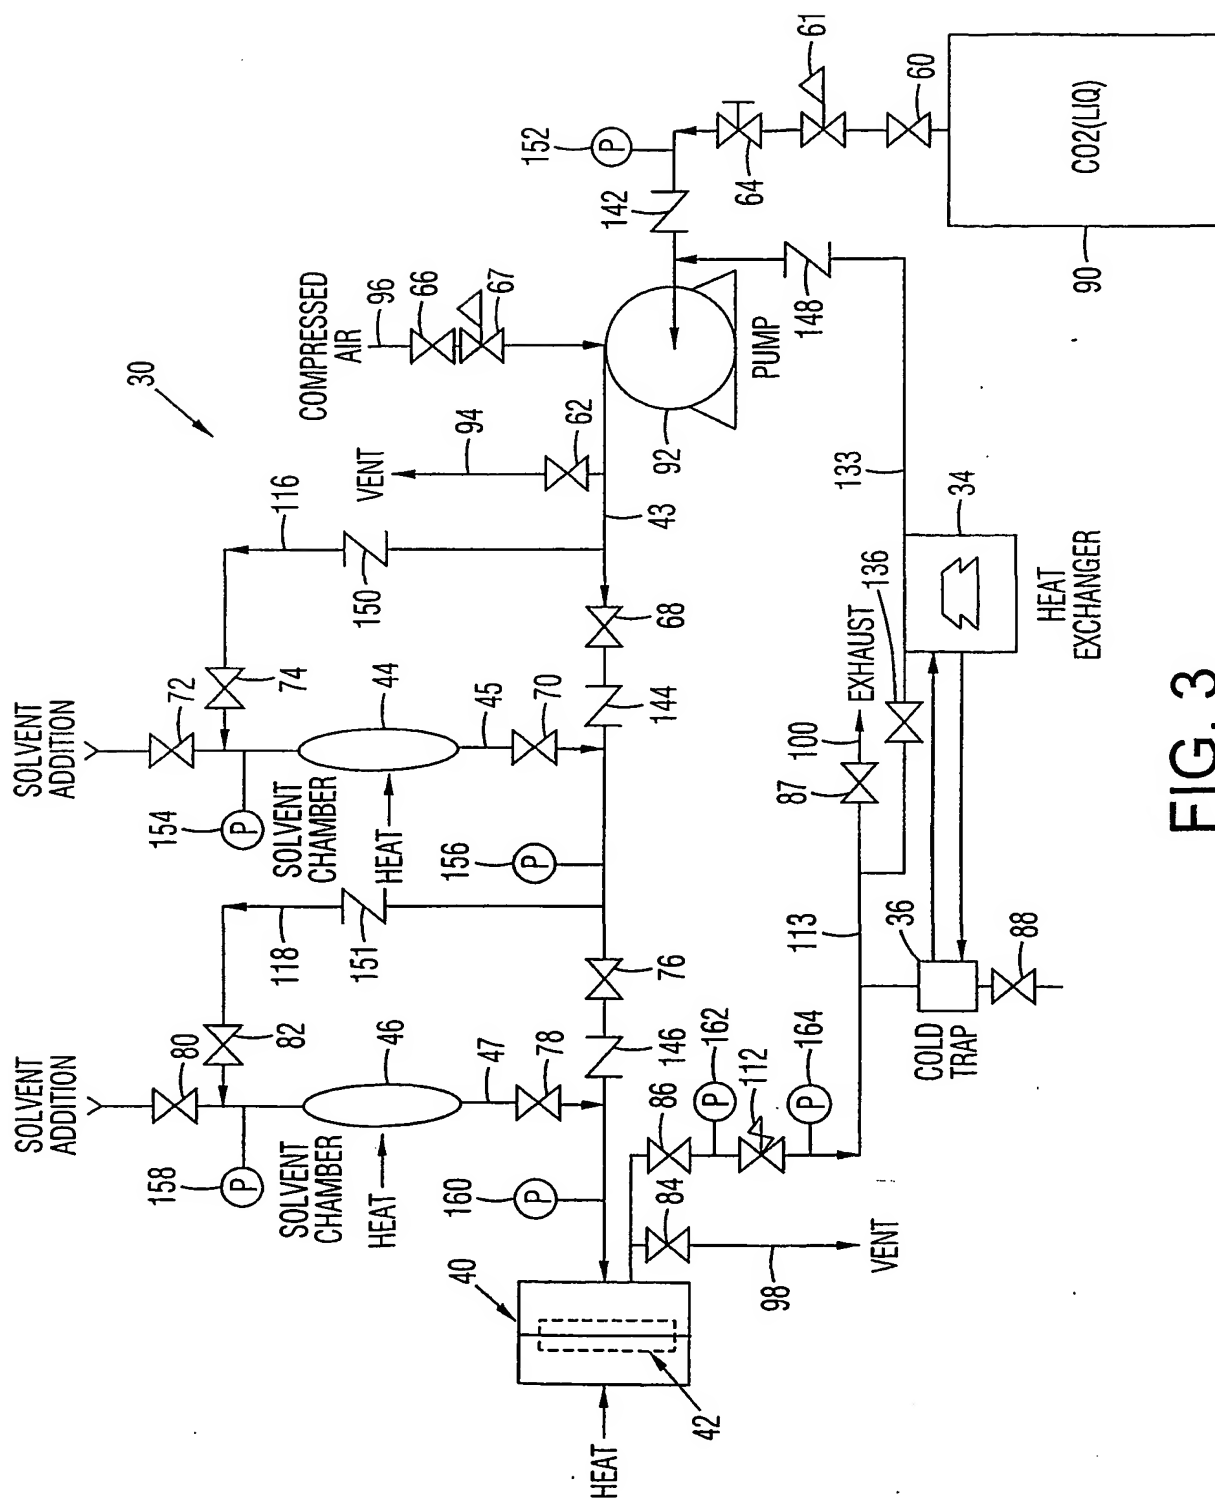 30
SOLVENT
ADDITION
80
82
158
P
SOLVENT
CHAMBER
46
HEAT
47
78
118
151
SOLVENT
ADDITION
72
74
154
P
SOLVENT
CHAMBER
44
HEAT
45
70
116
150
VENT
94
62
COMPRESSED
AIR
96
66
67
152
P
142
64
61
60
CO2(LIQ)
90
148
PUMP
92
43
68
144
156
P
76
146
160
P
40
42
HEAT
84
98
VENT
86
162
P
112
164
P
113
87
100
EXHAUST
136
133
34
HEAT
EXCHANGER
36
COLD
TRAP
88
FIG. 3